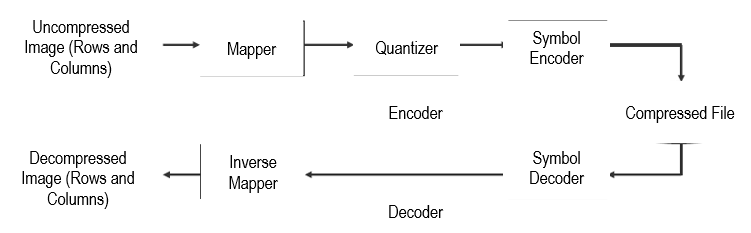 Uncompressed
Image (Rows and
Columns)
Mapper
Quantizer
Symbol
Encoder
Encoder
Compressed File
Decompressed
Image (Rows and
Columns)
Inverse
Mapper
Symbol
Decoder
Decoder